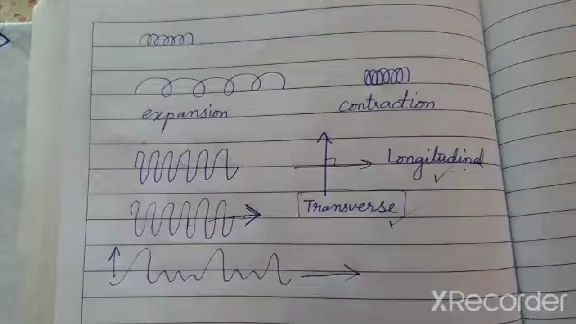 expansion
contraction
Longitudinal
Transverse
XRecorder